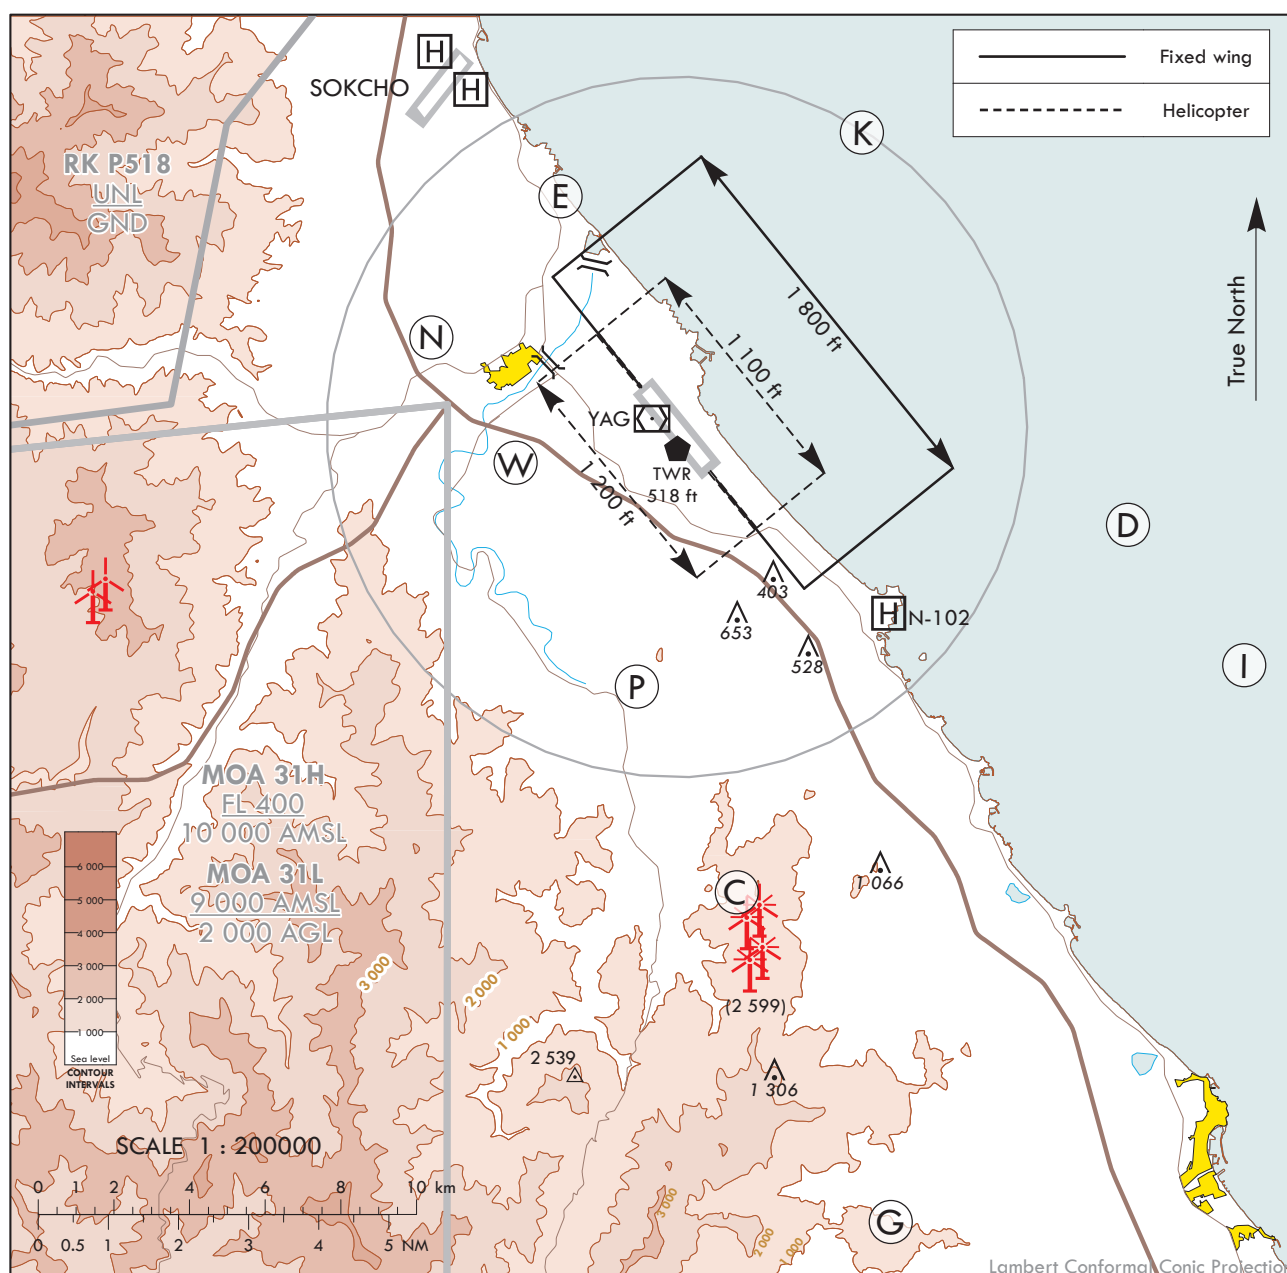 Fixed wing
Helicopter
H
H
SOKCHO
K
RK P518
UNL
GND
E
True North
1 800 ft
1 100 ft
N
YAG
TWR
518 ft
W
1 200 ft
D
403
653
528
H
N-102
I
P
MOA 31H
FL 400
10 000 AMSL
MOA 31L
9 000 AMSL
2 000 AGL
6 000
5 000
4 000
3 000
2 000
1 000
Sea level
CONTOUR
INTERVALS
C
1 066
(2 599)
3 000
2 000
1 000
2 539
1 306
SCALE 1 : 200000
0 1 2 4 6 8 10 km
0 0.5 1 2 3 4 5 NM
3 000
2 000
1 000
G
Lambert Conformal Conic Projectio